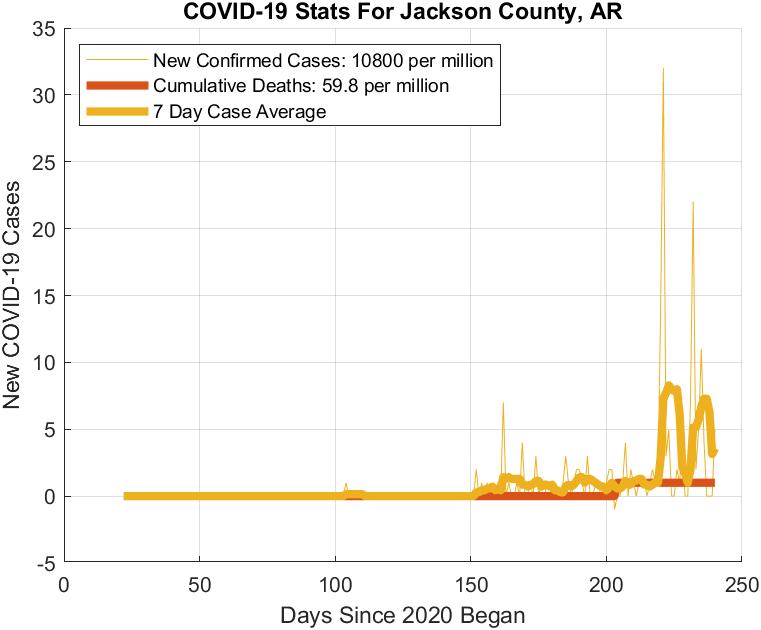 COVID-19 Stats For Jackson County, AR
New Confirmed Cases: 10800 per million
Cumulative Deaths: 59.8 per million
7 Day Case Average
New COVID-19 Cases
35
30
25
20
15
10
5
0
-5
0 50 100 150 200 250
Days Since 2020 Began